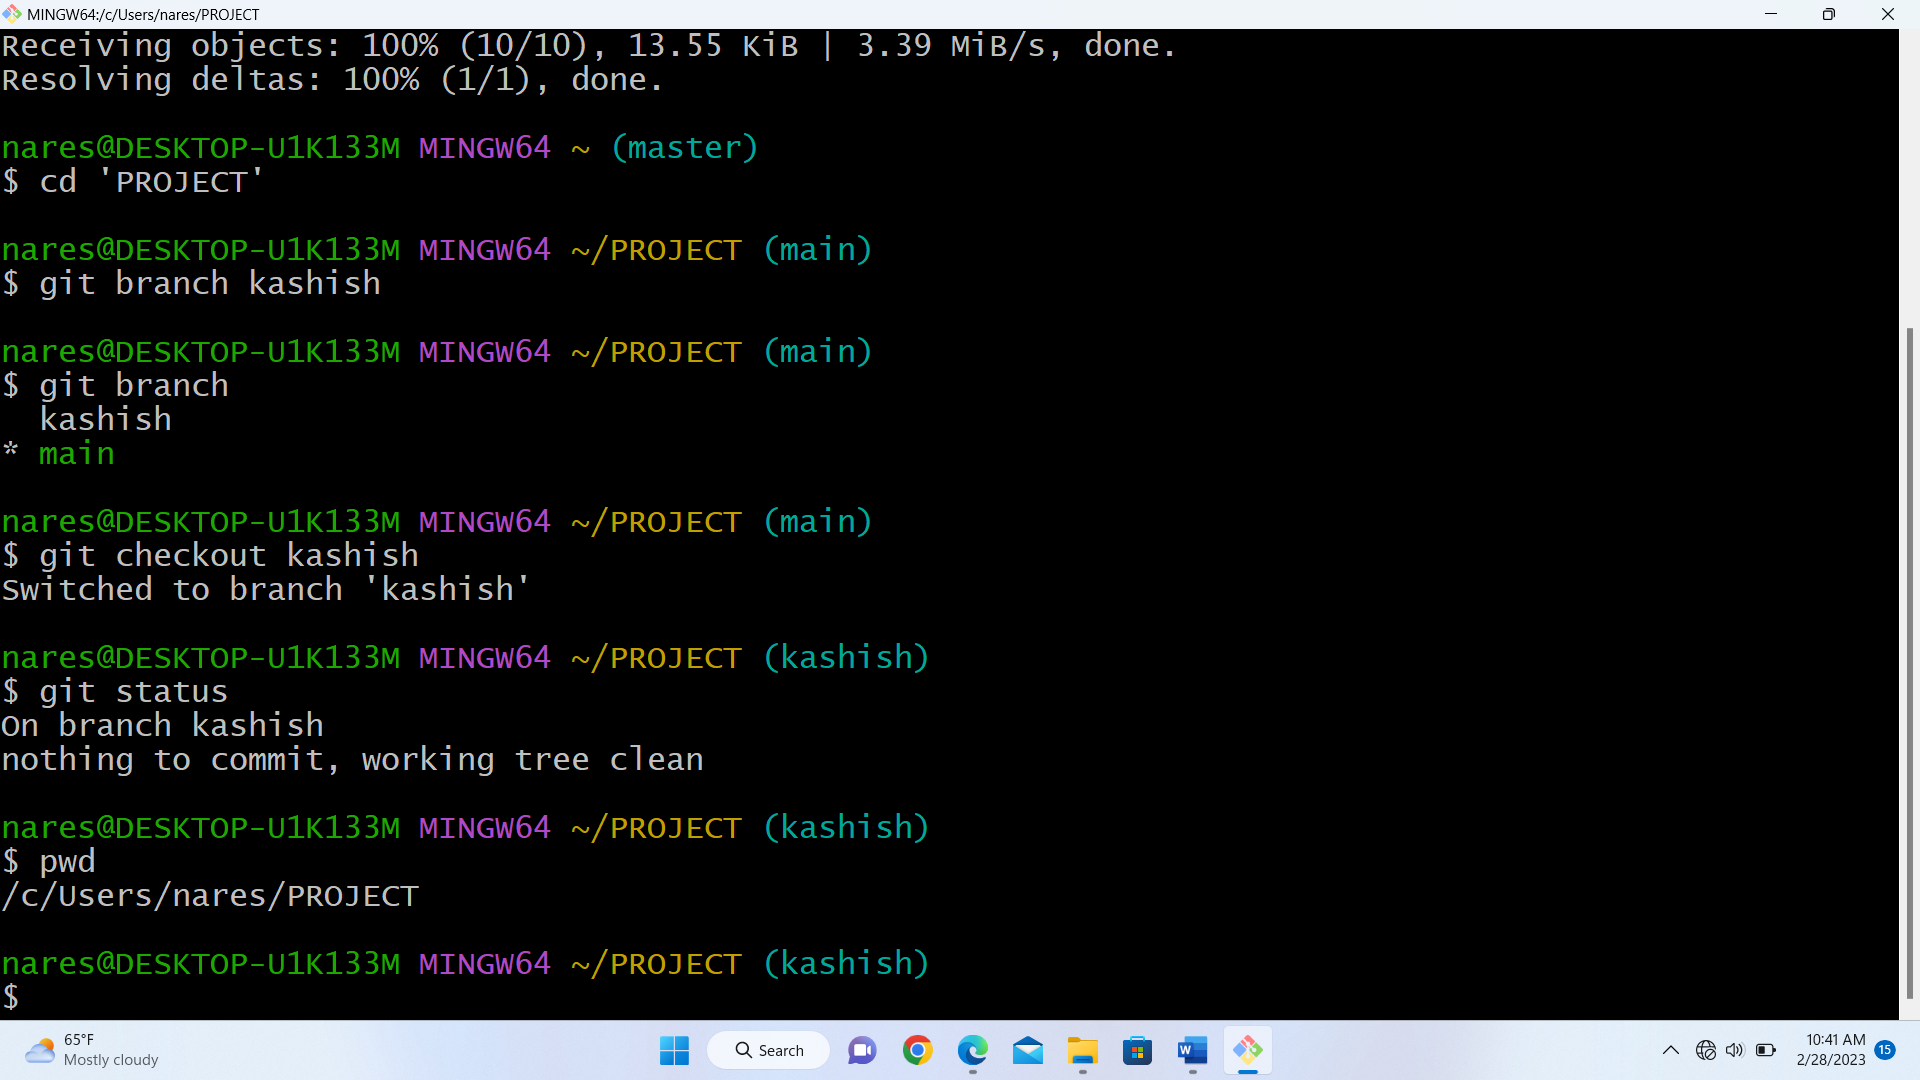 MINGW64:/c/Users/nares/PROJECT
Receiving objects: 100% (10/10), 13.55 KiB | 3.39 MiB/s, done.
Resolving deltas: 100% (1/1), done.
nares@DESKTOP-U1K133M MINGW64 ~ (master)
$ cd 'PROJECT'
nares@DESKTOP-U1K133M MINGW64 ~/PROJECT (main)
$ git branch kashish
nares@DESKTOP-U1K133M MINGW64 ~/PROJECT (main)
$ git branch
  kashish
* main
nares@DESKTOP-U1K133M MINGW64 ~/PROJECT (main)
$ git checkout kashish
Switched to branch 'kashish'
nares@DESKTOP-U1K133M MINGW64 ~/PROJECT (kashish)
$ git status
On branch kashish
nothing to commit, working tree clean
nares@DESKTOP-U1K133M MINGW64 ~/PROJECT (kashish)
$ pwd
/c/Users/nares/PROJECT
nares@DESKTOP-U1K133M MINGW64 ~/PROJECT (kashish)
$
65°F
Mostly cloudy
Search
W
10:41 AM
2/28/2023
15